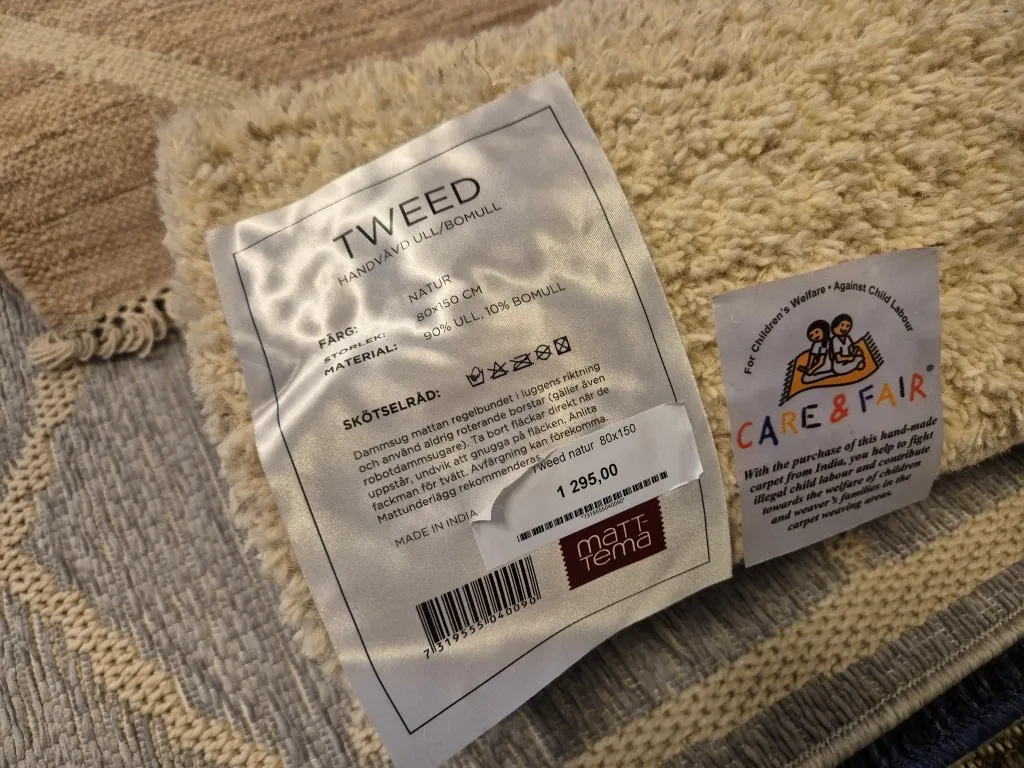 TWEED
HANDVÄVD ULL/BOMULL
FÄRG: NATUR
STORLEK: 80x150 CM
MATERIAL: 90% ULL, 10% BOMULL
SKÖTSELRÅD:
Dammsug mattan regelbundet i luggens riktning
och använd aldrig roterande borstar (gäller även
robotdammsugare). Ta bort fläckar direkt när de
uppstår, undvik att gnugga på fläcken. Anlita
fackman för tvätt. Avfärgning kan förekomma.
Mattunderlägg rekommenderas.
MADE IN INDIA
Tweed natur 80x150
1 295,00
*7319555040090*
maTT-
Tema
7 319555 040090
For Children's Welfare • Against Child Labour
CARE & FAIR®
With the purchase of this hand-made
carpet from India, you help to fight
illegal child labour and contribute
towards the welfare of children
and weaver's families in the
carpet weaving areas.